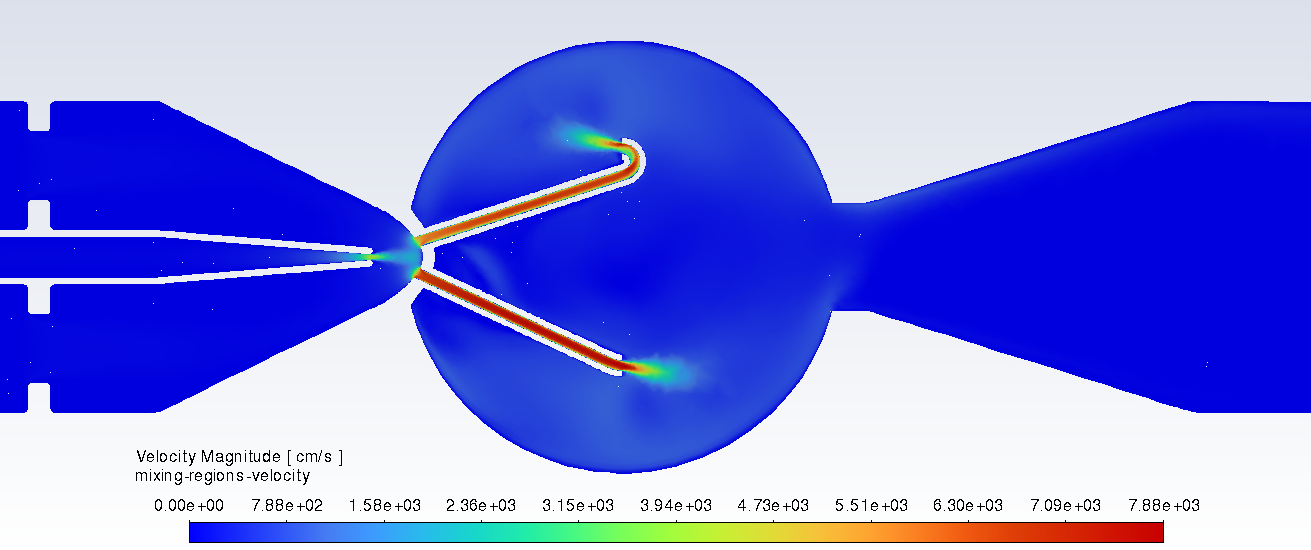 Velocity Magnitude [ cm/s ]
mixing-regions-velocity
0.00e+00 7.88e+02 1.58e+03 2.36e+03 3.15e+03 3.94e+03 4.73e+03 5.51e+03 6.30e+03 7.09e+03 7.88e+03